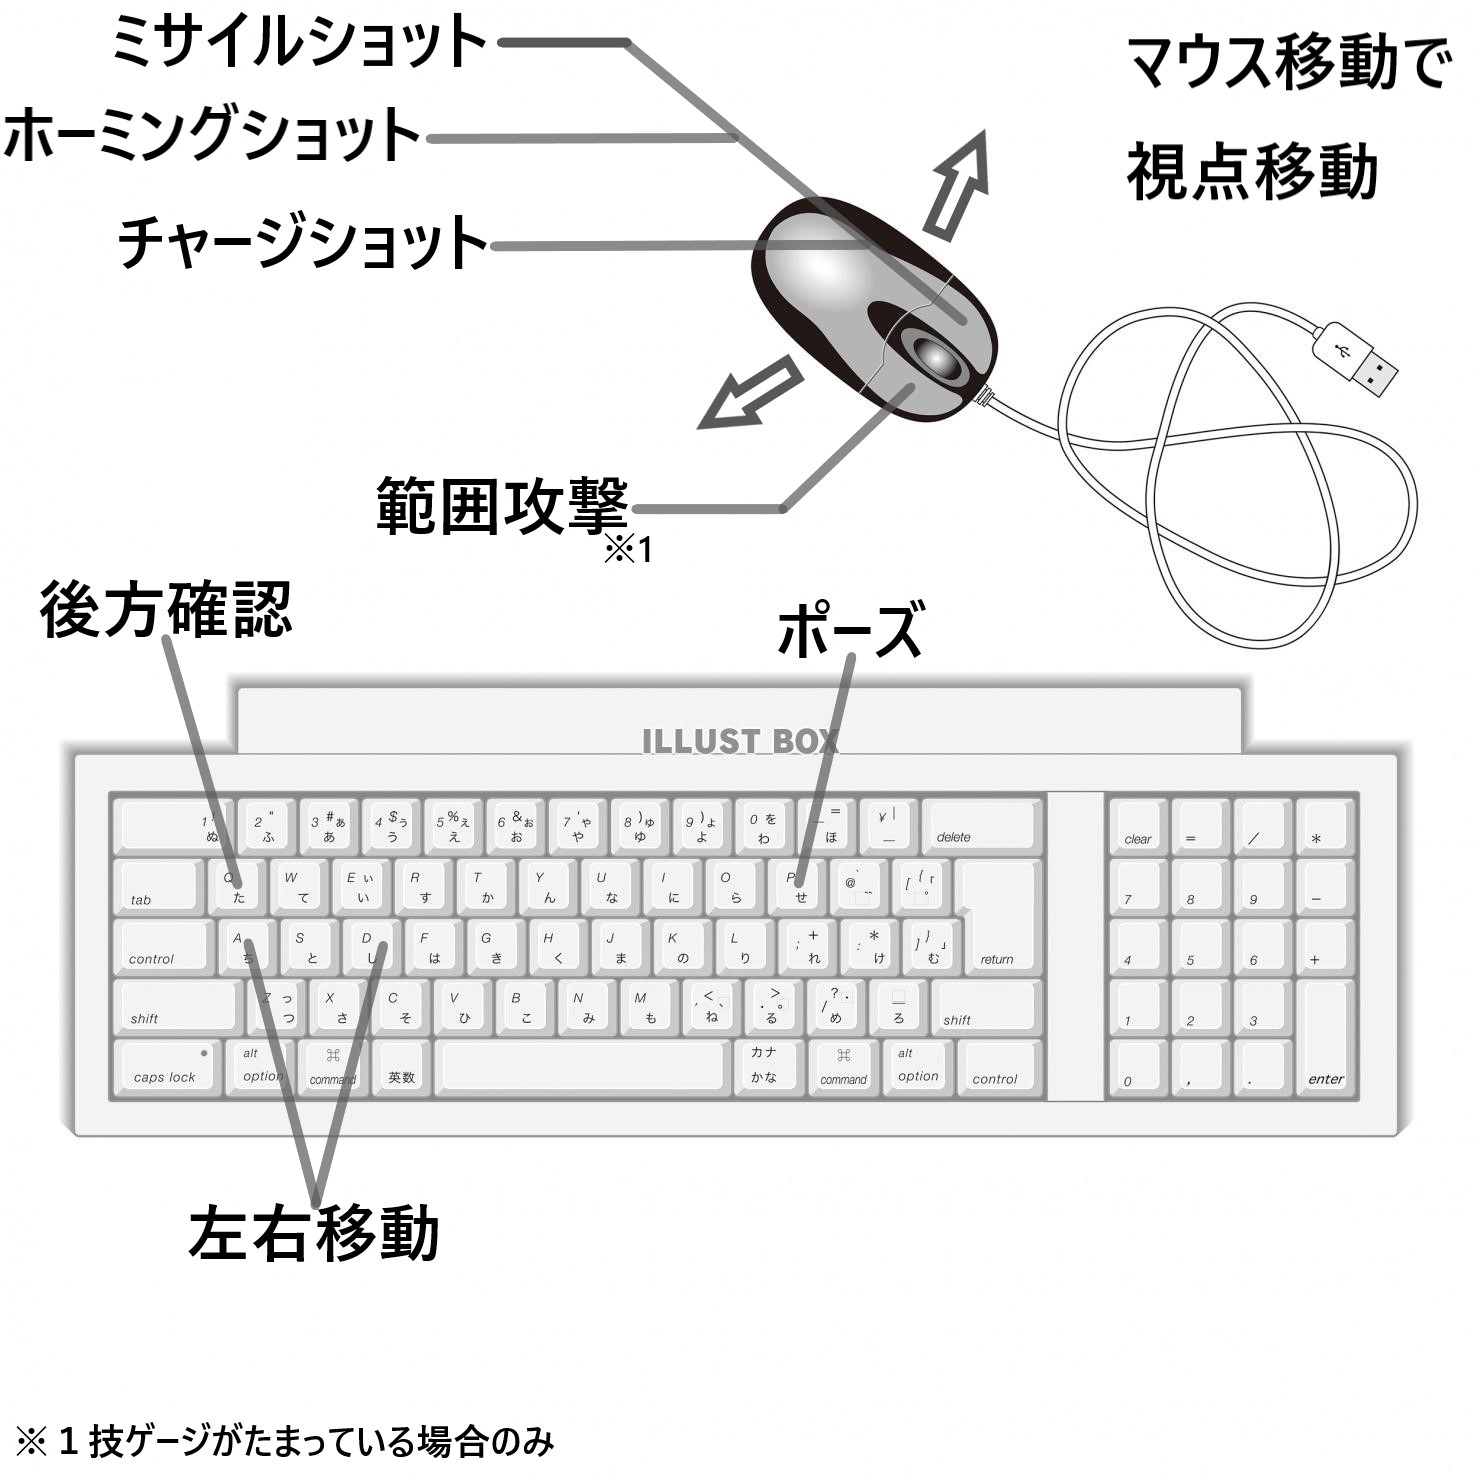 ミサイルショット
ホーミングショット
チャージショット
マウス移動で
視点移動
範囲攻撃
※1
後方確認
ポーズ
ILLUST BOX
1 ! ぬ
2 " ふ
3 # ぁ あ
4 $ ぅ う
5 % ぇ え
6 & ぉ お
7 ' ゃ や
8 ) ゅ ゆ
9 ) ょ よ
0 を わ
＿ = ほ
¥ | ＿
delete
clear
=
/
*
tab
Q た
W て
E ぃ い
R す
T か
Y ん
U な
I に
O ら
P せ
@ ` ゛
[ { 「 ゜
return
7
8
9
−
control
A ち
S と
D し
F は
G き
H く
J ま
K の
L り
; + れ
: * け
] } 」 む
4
5
6
+
shift
Z っ つ
X さ
C そ
V ひ
B こ
N み
M も
, < 、 ね
. > 。 る
/ ? ・ め
＿ ろ
shift
1
2
3
enter
caps lock
alt option
⌘ command
英数
カナ かな
⌘ command
alt option
control
0
,
.
左右移動
※１技ゲージがたまっている場合のみ